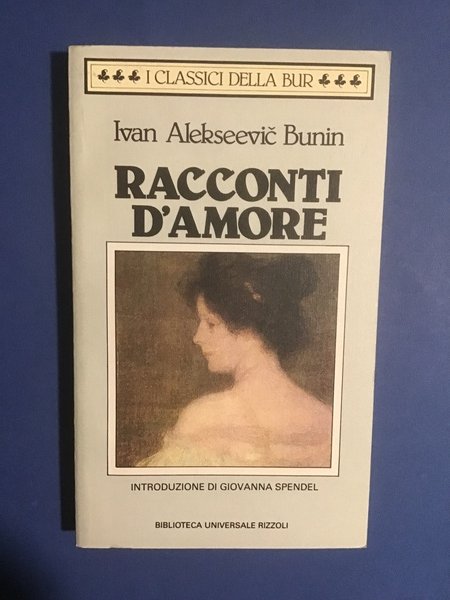 I CLASSICI DELLA BUR
Ivan Alekseevič Bunin
RACCONTI
D'AMORE
INTRODUZIONE DI GIOVANNA SPENDEL
BIBLIOTECA UNIVERSALE RIZZOLI